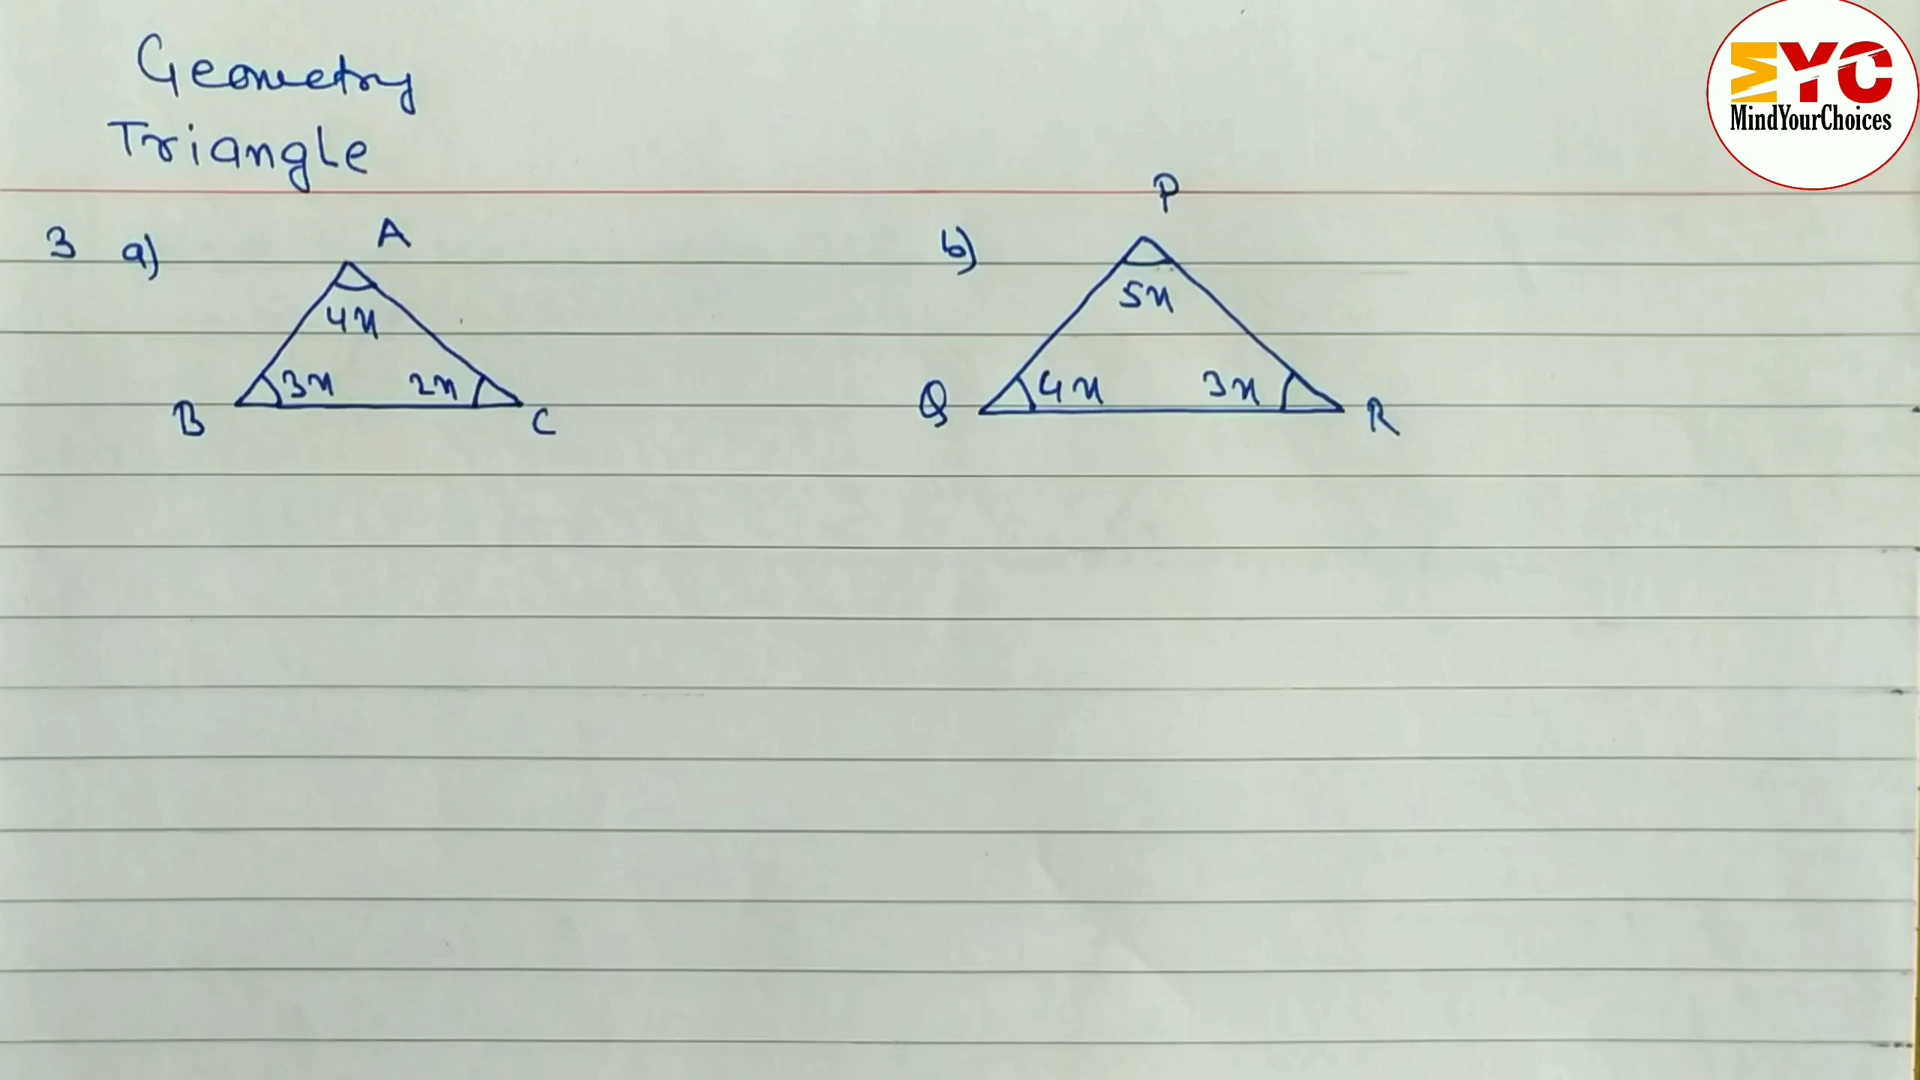 Geometry
Triangle
MYC
MindYourChoices
3 a)
A
4x
B 3x 2x C
b)
P
5x
Q 4x 3x R